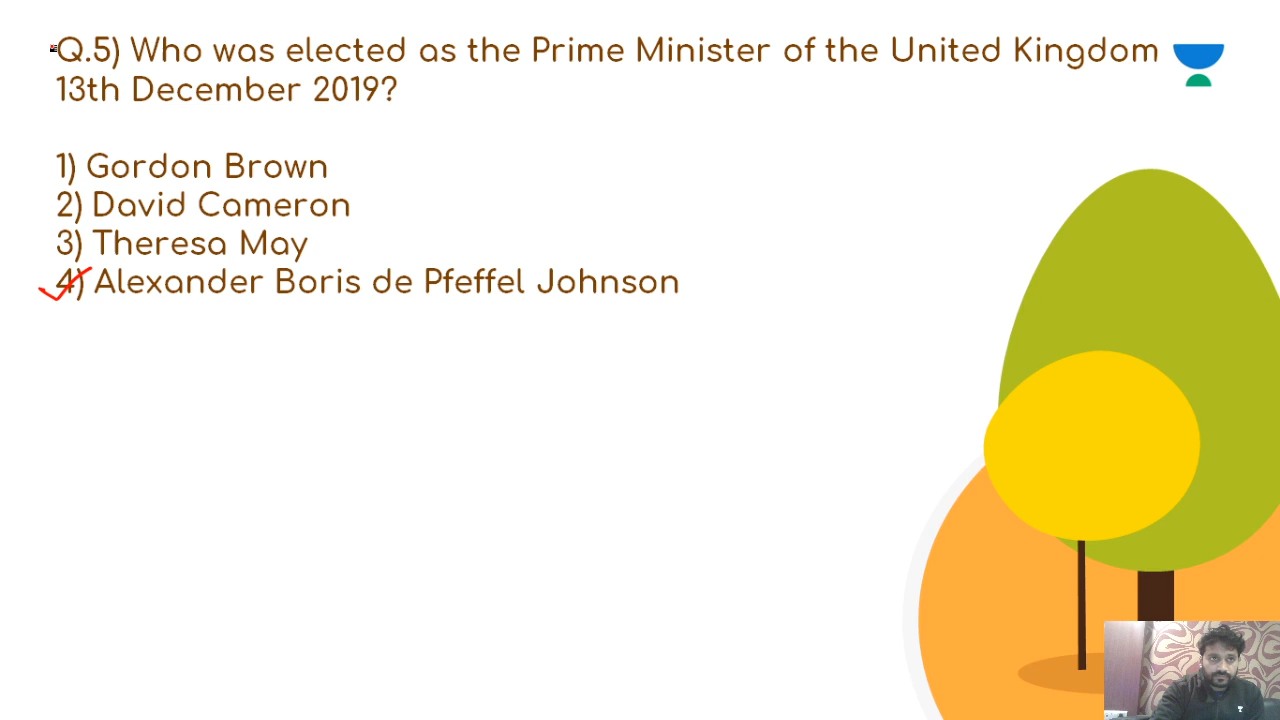 Q.5) Who was elected as the Prime Minister of the United Kingdom
13th December 2019?
1) Gordon Brown
2) David Cameron
3) Theresa May
4) Alexander Boris de Pfeffel Johnson